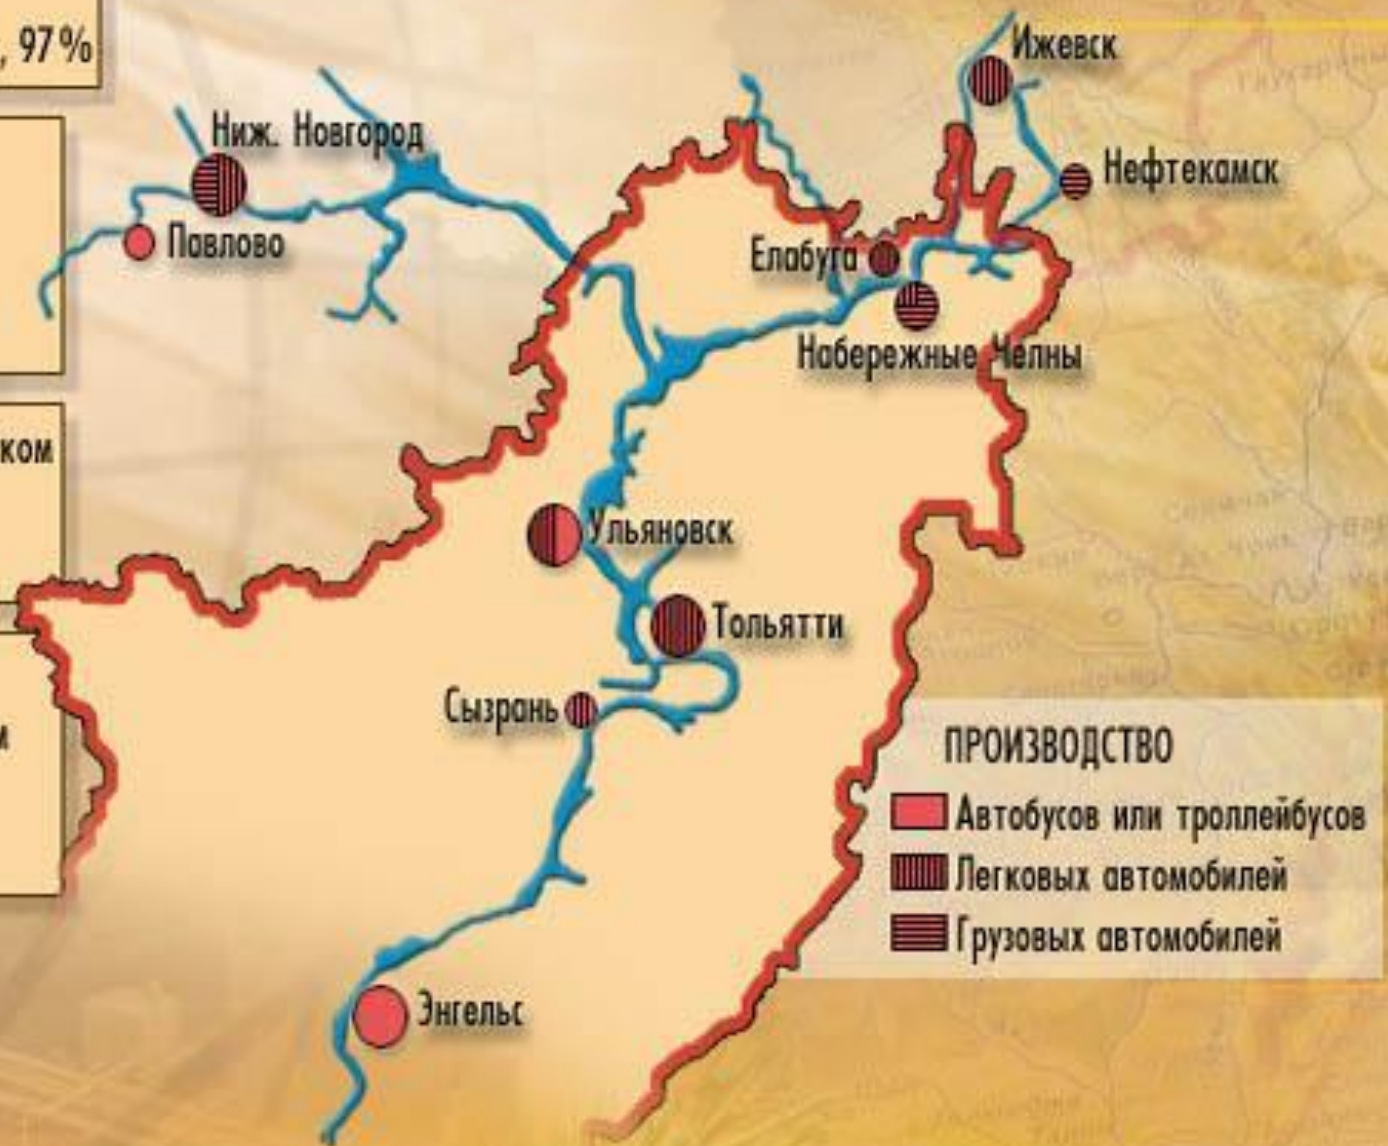 , 97%
ком
Ижевск
Ниж. Новгород
Нефтекамск
Павлово
Елабуга
Набережные Челны
Ульяновск
Тольятти
Сызрань
Энгельс
ПРОИЗВОДСТВО
Автобусов или троллейбусов
Легковых автомобилей
Грузовых автомобилей